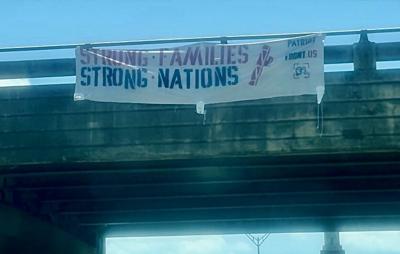 STRONG·FAMILIES
STRONG·NATIONS
PATRIOT
FRONT.US